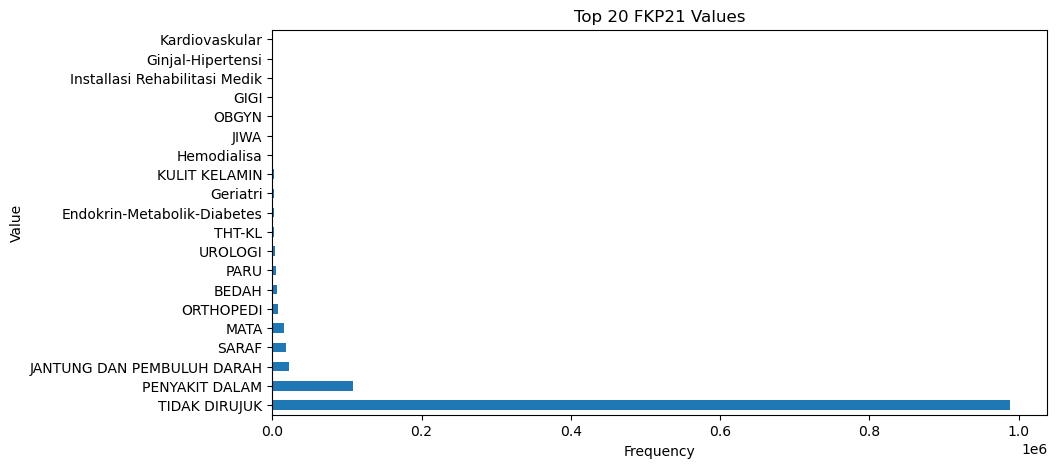 Top 20 FKP21 Values
Kardiovaskular
Ginjal-Hipertensi
Installasi Rehabilitasi Medik
GIGI
OBGYN
JIWA
Hemodialisa
KULIT KELAMIN
Geriatri
Endokrin-Metabolik-Diabetes
THT-KL
UROLOGI
PARU
BEDAH
ORTHOPEDI
MATA
SARAF
JANTUNG DAN PEMBULUH DARAH
PENYAKIT DALAM
TIDAK DIRUJUK
Value
0.0 0.2 0.4 0.6 0.8 1.0
1e6
Frequency